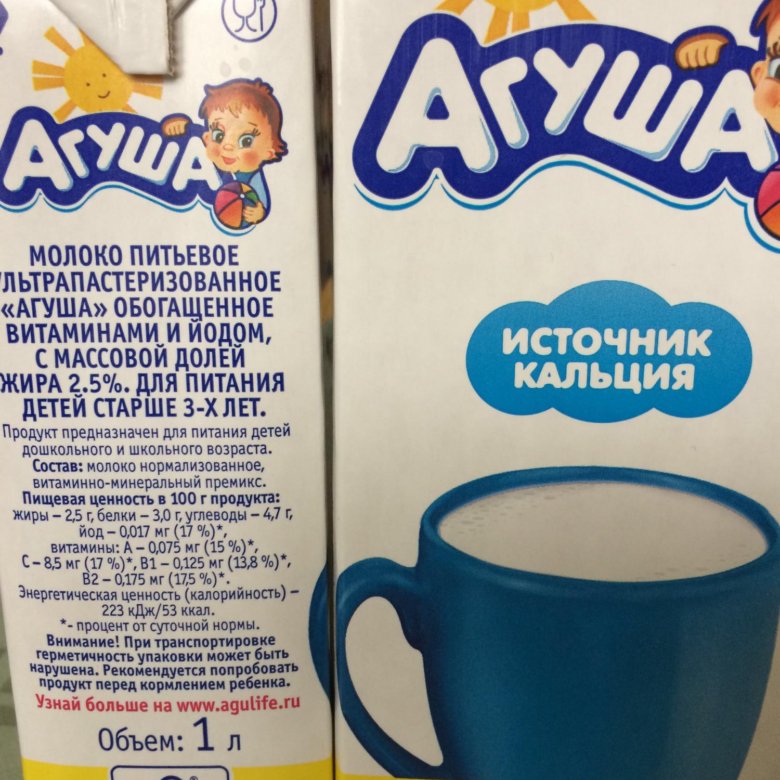 АГУША
МОЛОКО ПИТЬЕВОЕ
УЛЬТРАПАСТЕРИЗОВАННОЕ
«АГУША» ОБОГАЩЕННОЕ
ВИТАМИНАМИ И ЙОДОМ,
С МАССОВОЙ ДОЛЕЙ
ЖИРА 2.5%. ДЛЯ ПИТАНИЯ
ДЕТЕЙ СТАРШЕ 3-Х ЛЕТ.
Продукт предназначен для питания детей
дошкольного и школьного возраста.
Состав: молоко нормализованное,
витаминно-минеральный премикс.
Пищевая ценность в 100 г продукта:
жиры – 2,5 г, белки – 3,0 г, углеводы – 4,7 г,
йод – 0,017 мг (17 %)*,
витамины: А – 0,075 мг (15 %)*,
С – 8,5 мг (17 %)*, В1 – 0,125 мг (13,8 %)*,
В2 – 0,175 мг (17,5 %)*.
Энергетическая ценность (калорийность) –
223 кДж/53 ккал.
*- процент от суточной нормы.
Внимание! При транспортировке
герметичность упаковки может быть
нарушена. Рекомендуется попробовать
продукт перед кормлением ребенка.
Узнай больше на www.agulife.ru
Объем: 1 л
АГУША
ИСТОЧНИК
КАЛЬЦИЯ